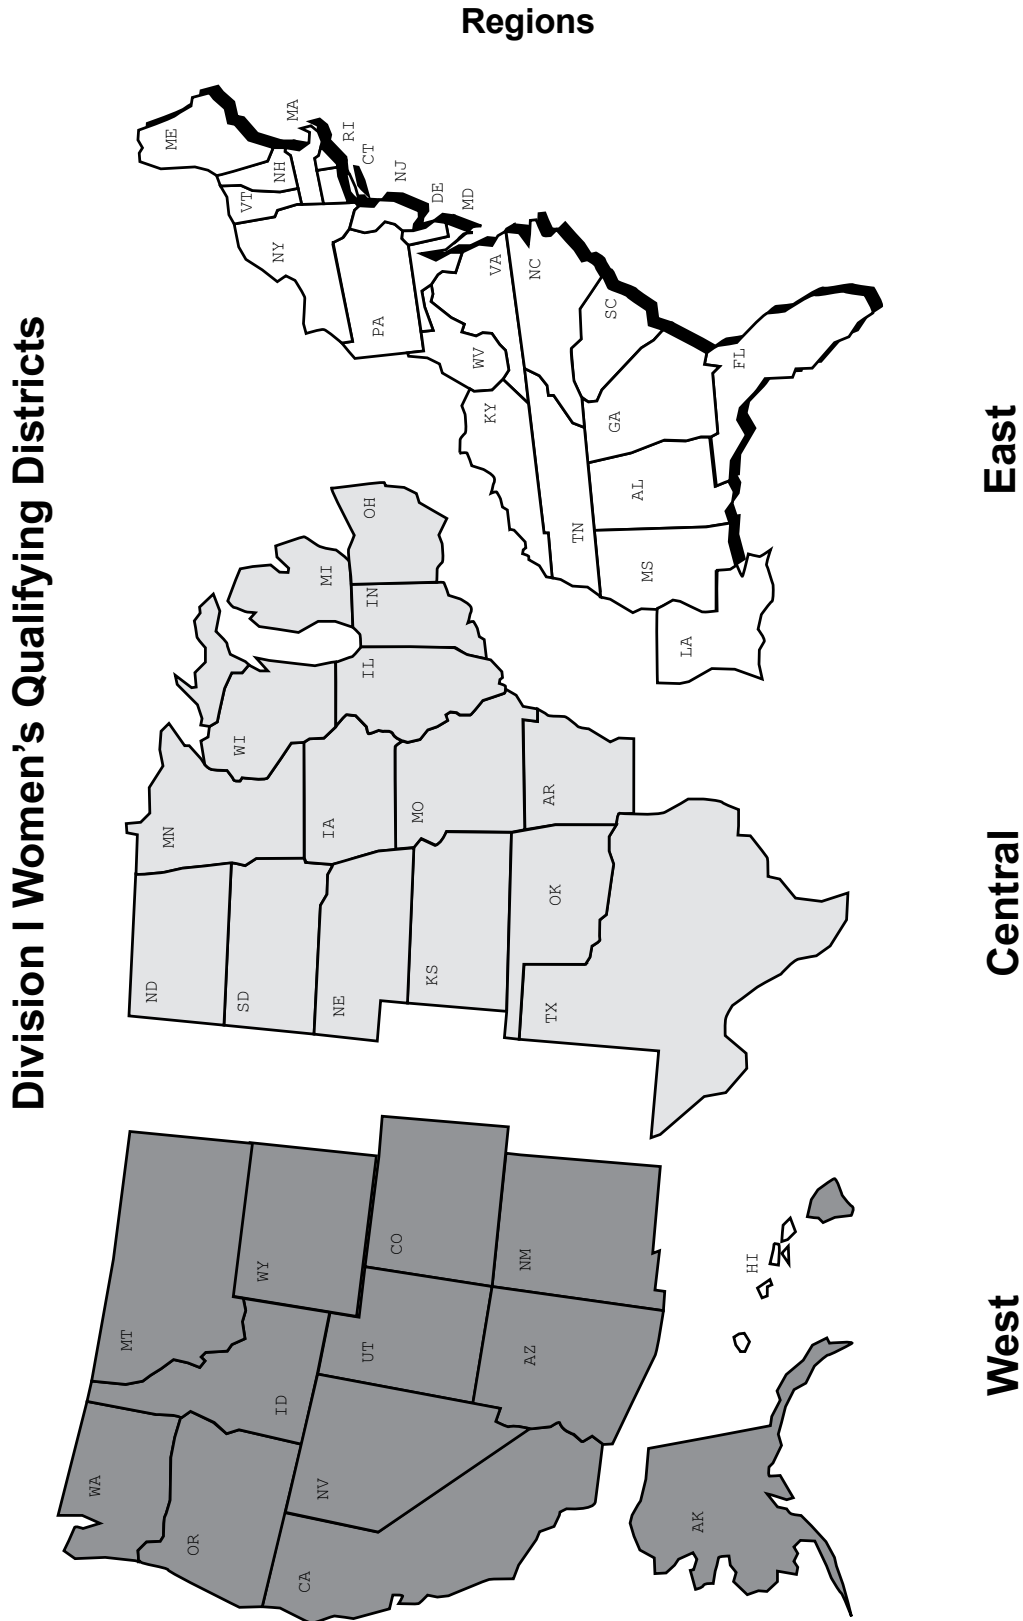 Regions
Division I Women’s Qualifying Districts
WA
OR
CA
NV
ID
MT
WY
UT
CO
AZ
NM
AK
HI
ND
SD
NE
KS
OK
TX
MN
IA
MO
AR
WI
IL
MI
IN
OH
KY
TN
MS
LA
AL
GA
FL
SC
NC
VA
WV
PA
NY
VT
NH
ME
MA
RI
CT
NJ
DE
MD
West
Central
East